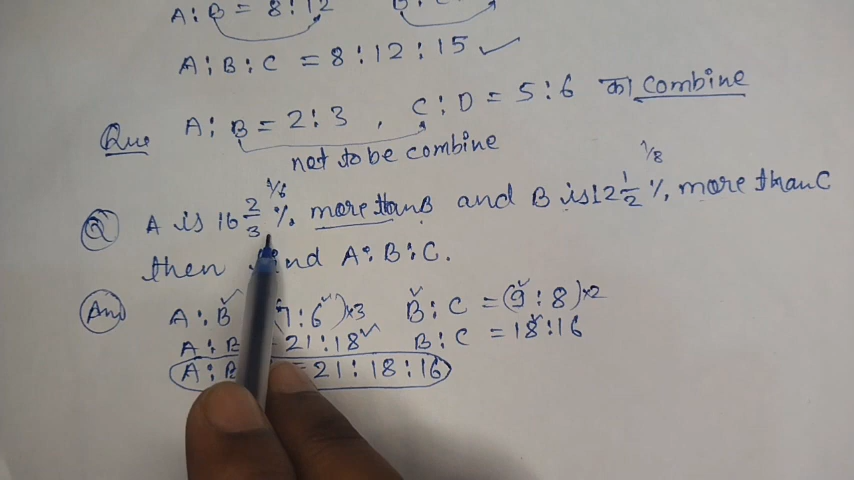 A:B = 8:12
A:B:C = 8:12:15 ✓
Que A:B = 2:3 , C:D = 5:6 का combine
not to be combine
1/6 1/8
Q A is 16 2/3 % more than B and B is 12 1/2 % more than C
then find A:B:C.
Ans A:B (7:6)×3 B:C = (9:8)×2
A:B 21:18 ✓ B:C = 18:16
A:B = 21:18:16